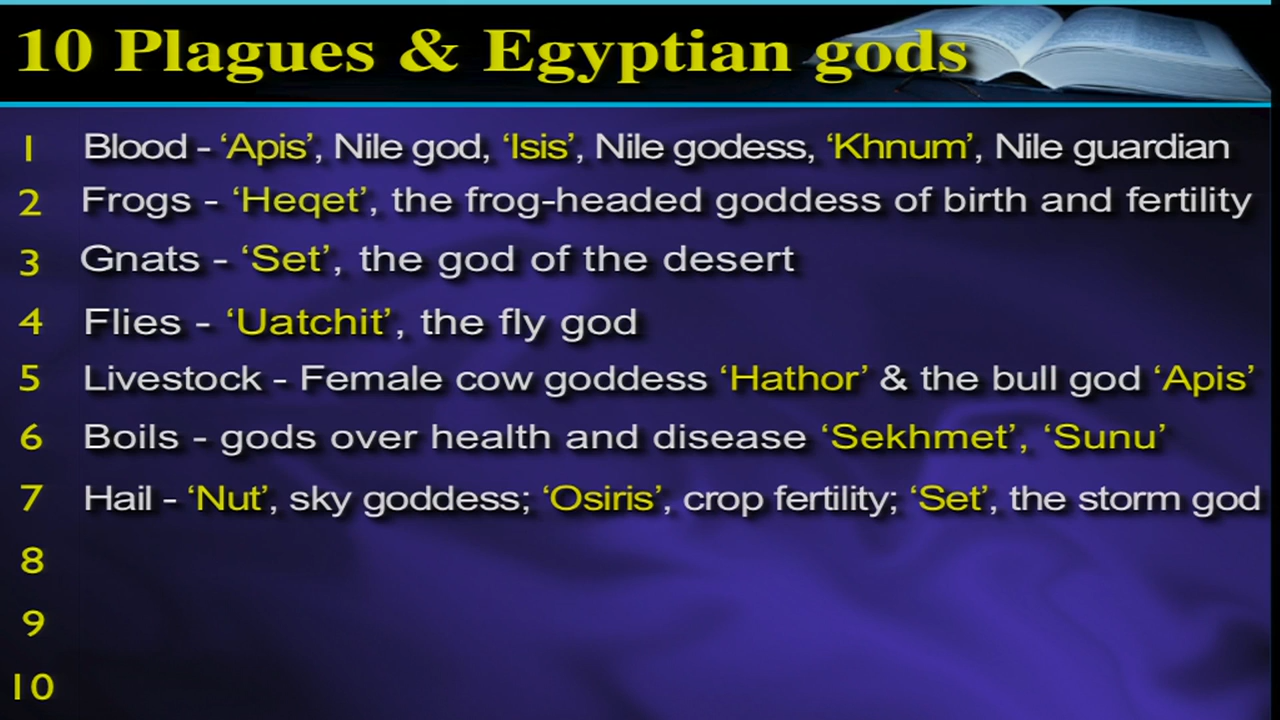 10 Plagues & Egyptian gods
1 Blood - ‘Apis’, Nile god, ‘Isis’, Nile godess, ‘Khnum’, Nile guardian
2 Frogs - ‘Heqet’, the frog-headed goddess of birth and fertility
3 Gnats - ‘Set’, the god of the desert
4 Flies - ‘Uatchit’, the fly god
5 Livestock - Female cow goddess ‘Hathor’ & the bull god ‘Apis’
6 Boils - gods over health and disease ‘Sekhmet’, ‘Sunu’
7 Hail - ‘Nut’, sky goddess; ‘Osiris’, crop fertility; ‘Set’, the storm god
8
9
10